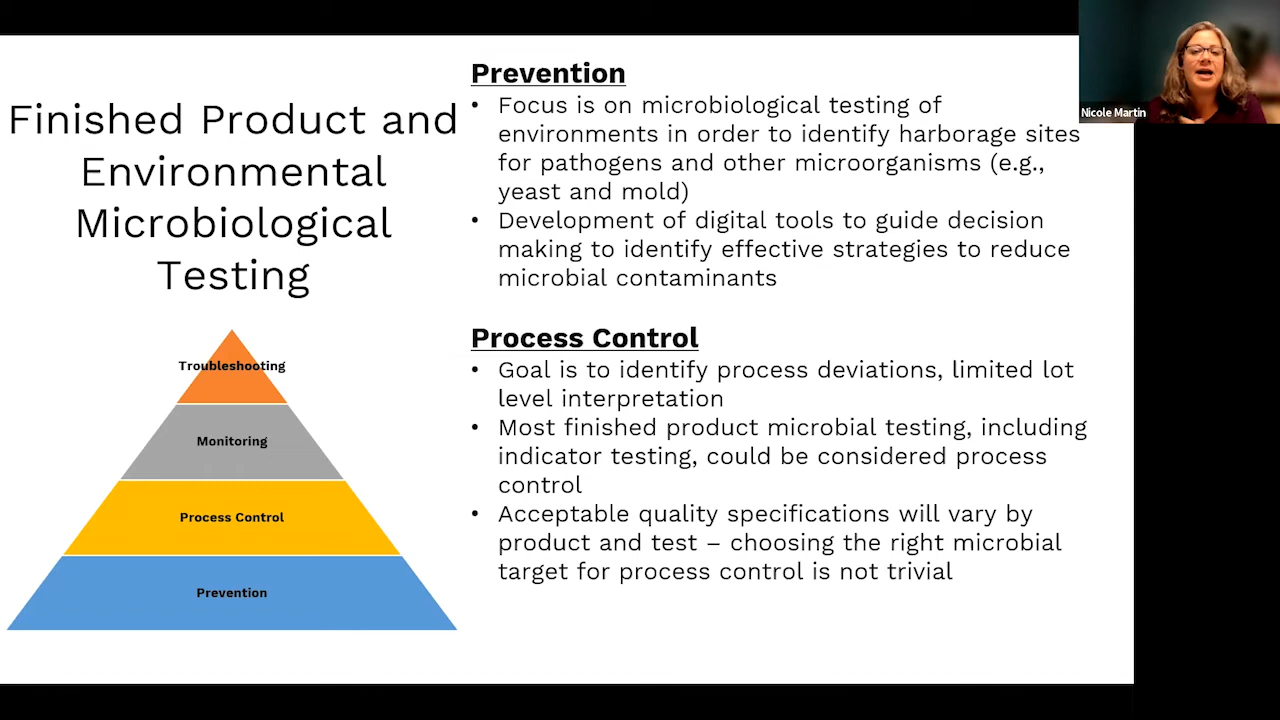 Finished Product and
Environmental
Microbiological
Testing
Troubleshooting
Monitoring
Process Control
Prevention
Prevention
• Focus is on microbiological testing of
environments in order to identify harborage sites
for pathogens and other microorganisms (e.g.,
yeast and mold)
• Development of digital tools to guide decision
making to identify effective strategies to reduce
microbial contaminants
Process Control
• Goal is to identify process deviations, limited lot
level interpretation
• Most finished product microbial testing, including
indicator testing, could be considered process
control
• Acceptable quality specifications will vary by
product and test – choosing the right microbial
target for process control is not trivial
Nicole Martin